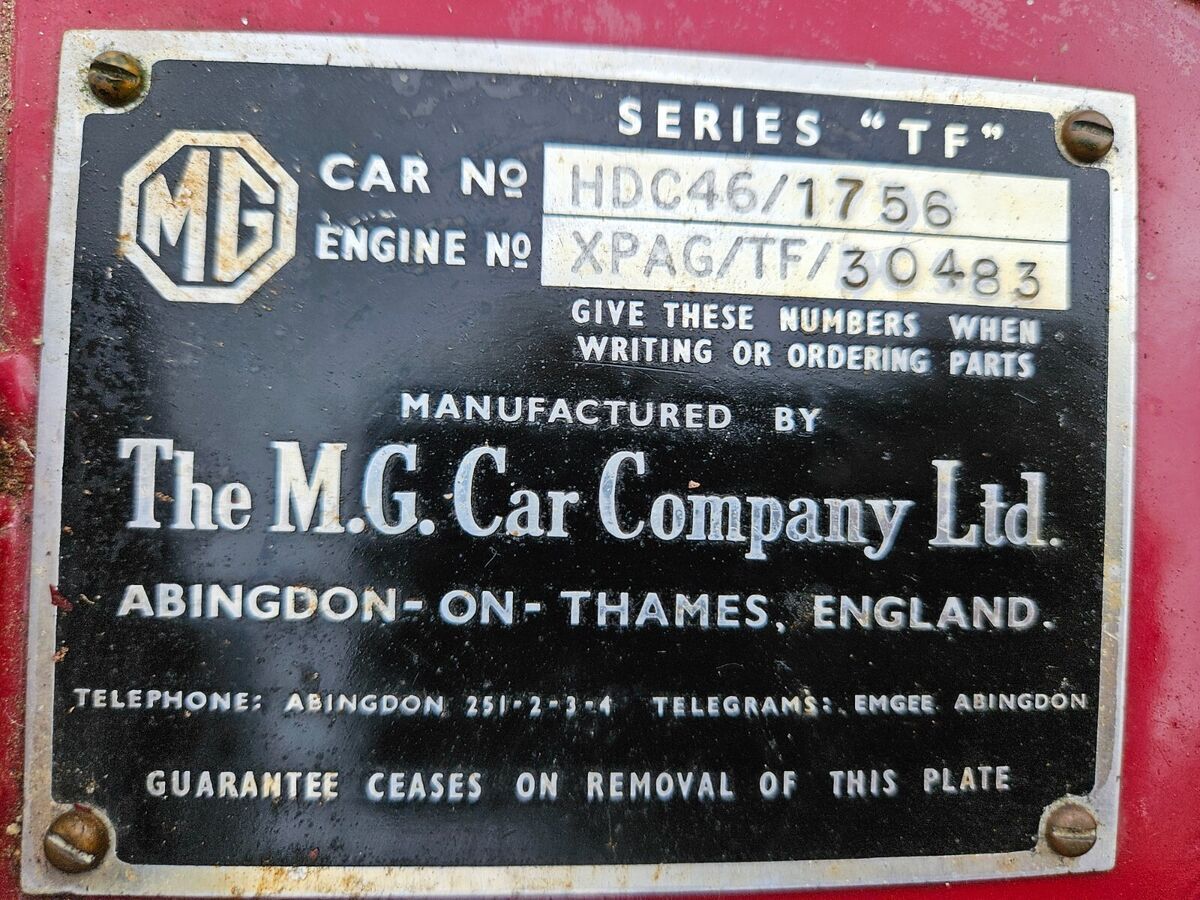 SERIES "TF"
MG
CAR Nº HDC46/1756
ENGINE Nº XPAG/TF/30483
GIVE THESE NUMBERS WHEN
WRITING OR ORDERING PARTS
MANUFACTURED BY
The M.G. Car Company Ltd.
ABINGDON-ON-THAMES, ENGLAND.
TELEPHONE: ABINGDON 251-2-3-4 TELEGRAMS: EMGEE ABINGDON
GUARANTEE CEASES ON REMOVAL OF THIS PLATE